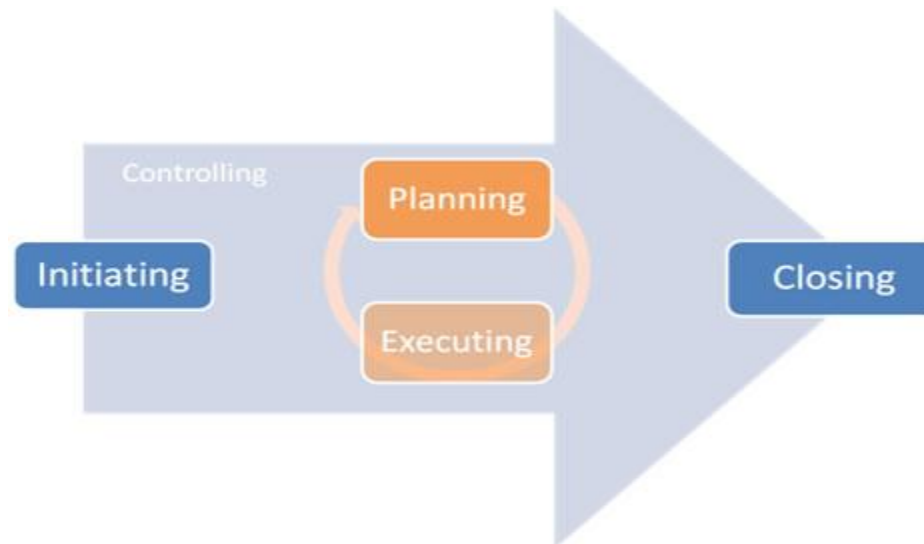 Controlling
Planning
Initiating
Closing
Executing